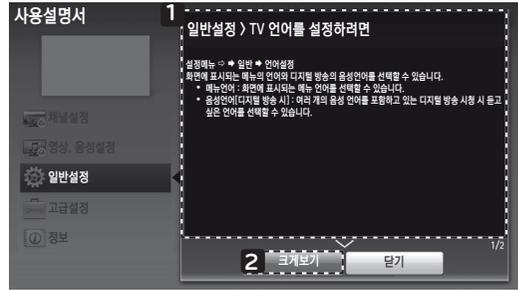 사용설명서
1
일반설정 > TV 언어를 설정하려면
설정메뉴 ⇨ ➡ 일반 ➡ 언어설정
화면에 표시되는 메뉴의 언어와 디지털 방송의 음성언어를 선택할 수 있습니다.
• 메뉴언어 : 화면에 표시되는 메뉴 언어를 선택할 수 있습니다.
• 음성언어[디지털 방송 시] : 여러 개의 음성 언어를 포함하고 있는 디지털 방송 시청 시 듣고
싶은 언어를 선택할 수 있습니다.
채널설정
영상, 음성설정
일반설정
고급설정
정보
1/2
2
크게보기
닫기